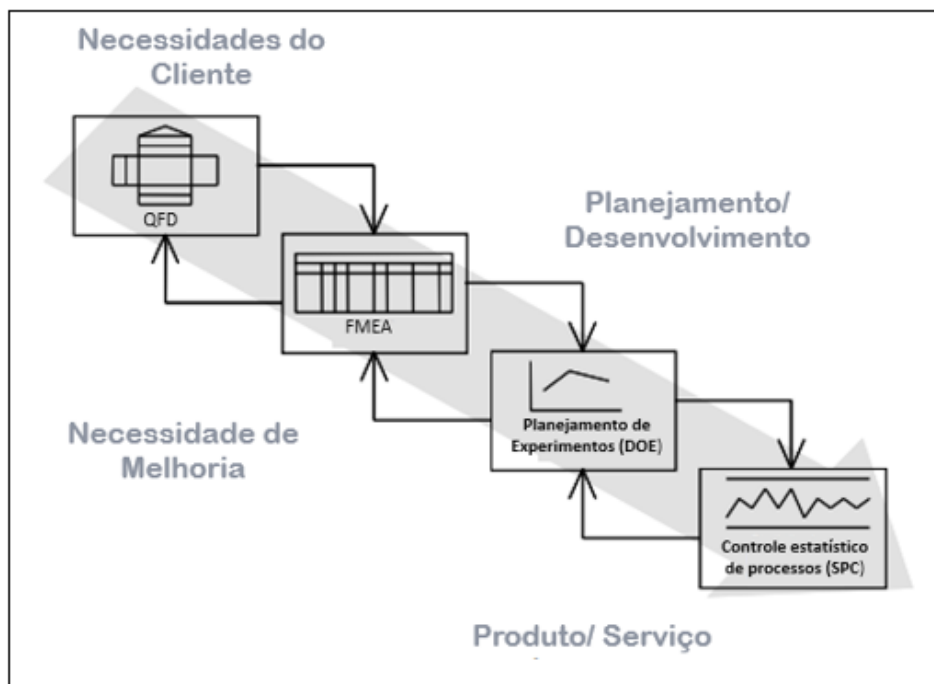 Necessidades do
Cliente
QFD
Planejamento/
Desenvolvimento
FMEA
Planejamento de
Experimentos (DOE)
Necessidade de
Melhoria
Controle estatístico
de processos (SPC)
Produto/ Serviço